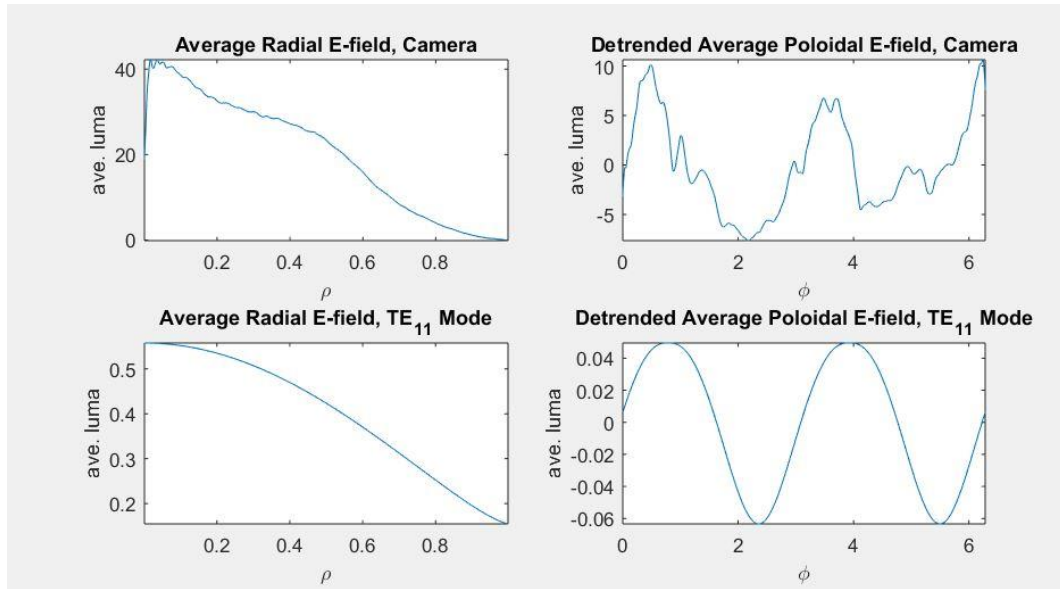 Average Radial E-field, Camera
ave. luma
40
20
0
0.2 0.4 0.6 0.8
ρ
Detrended Average Poloidal E-field, Camera
ave. luma
10
5
0
-5
0 2 4 6
ϕ
Average Radial E-field, TE11 Mode
ave. luma
0.5
0.4
0.3
0.2
0.2 0.4 0.6 0.8
ρ
Detrended Average Poloidal E-field, TE11 Mode
ave. luma
0.04
0.02
0
-0.02
-0.04
-0.06
0 2 4 6
ϕ